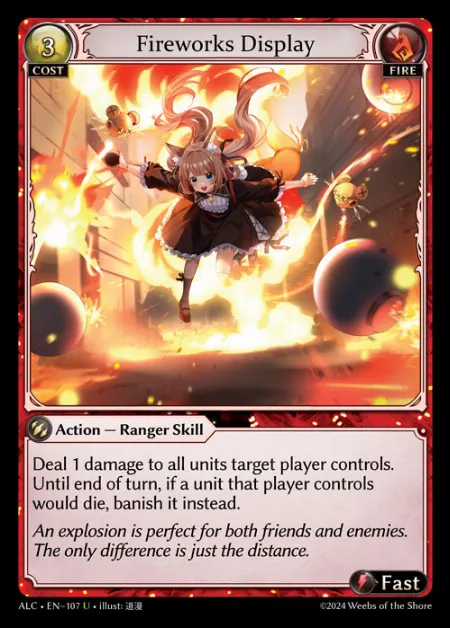 3
COST
Fireworks Display
FIRE
Action — Ranger Skill
Deal 1 damage to all units target player controls.
Until end of turn, if a unit that player controls
would die, banish it instead.
An explosion is perfect for both friends and enemies.
The only difference is just the distance.
Fast
ALC • EN-107 U • illust: 道漫
©2024 Weebs of the Shore